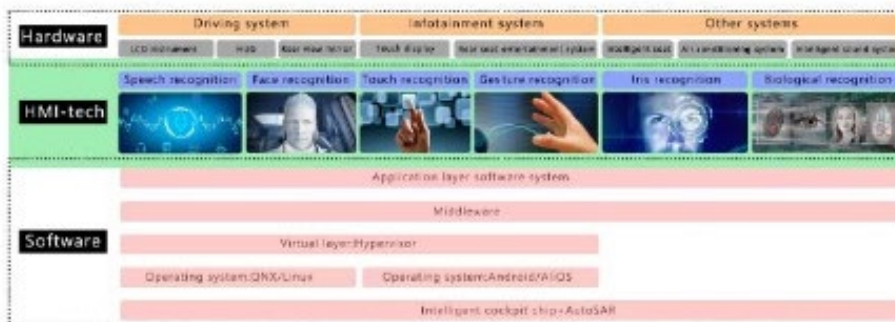 Hardware
Driving system
Infotainment system
Other systems
LCD instrument
HUD
Rear view mirror
Touch display
Rear seat entertainment system
Intelligent seat
Air conditioning system
Intelligent sound syste
HMI-tech
Speech recognition
Face recognition
Touch recognition
Gesture recognition
Iris recognition
Biological recognition
Software
Application layer software system
Middleware
Virtual layer:Hypervisor
Operating system:QNX/Linux
Operating system:Android/AliOS
Intelligent cockpit chip+AutoSAR